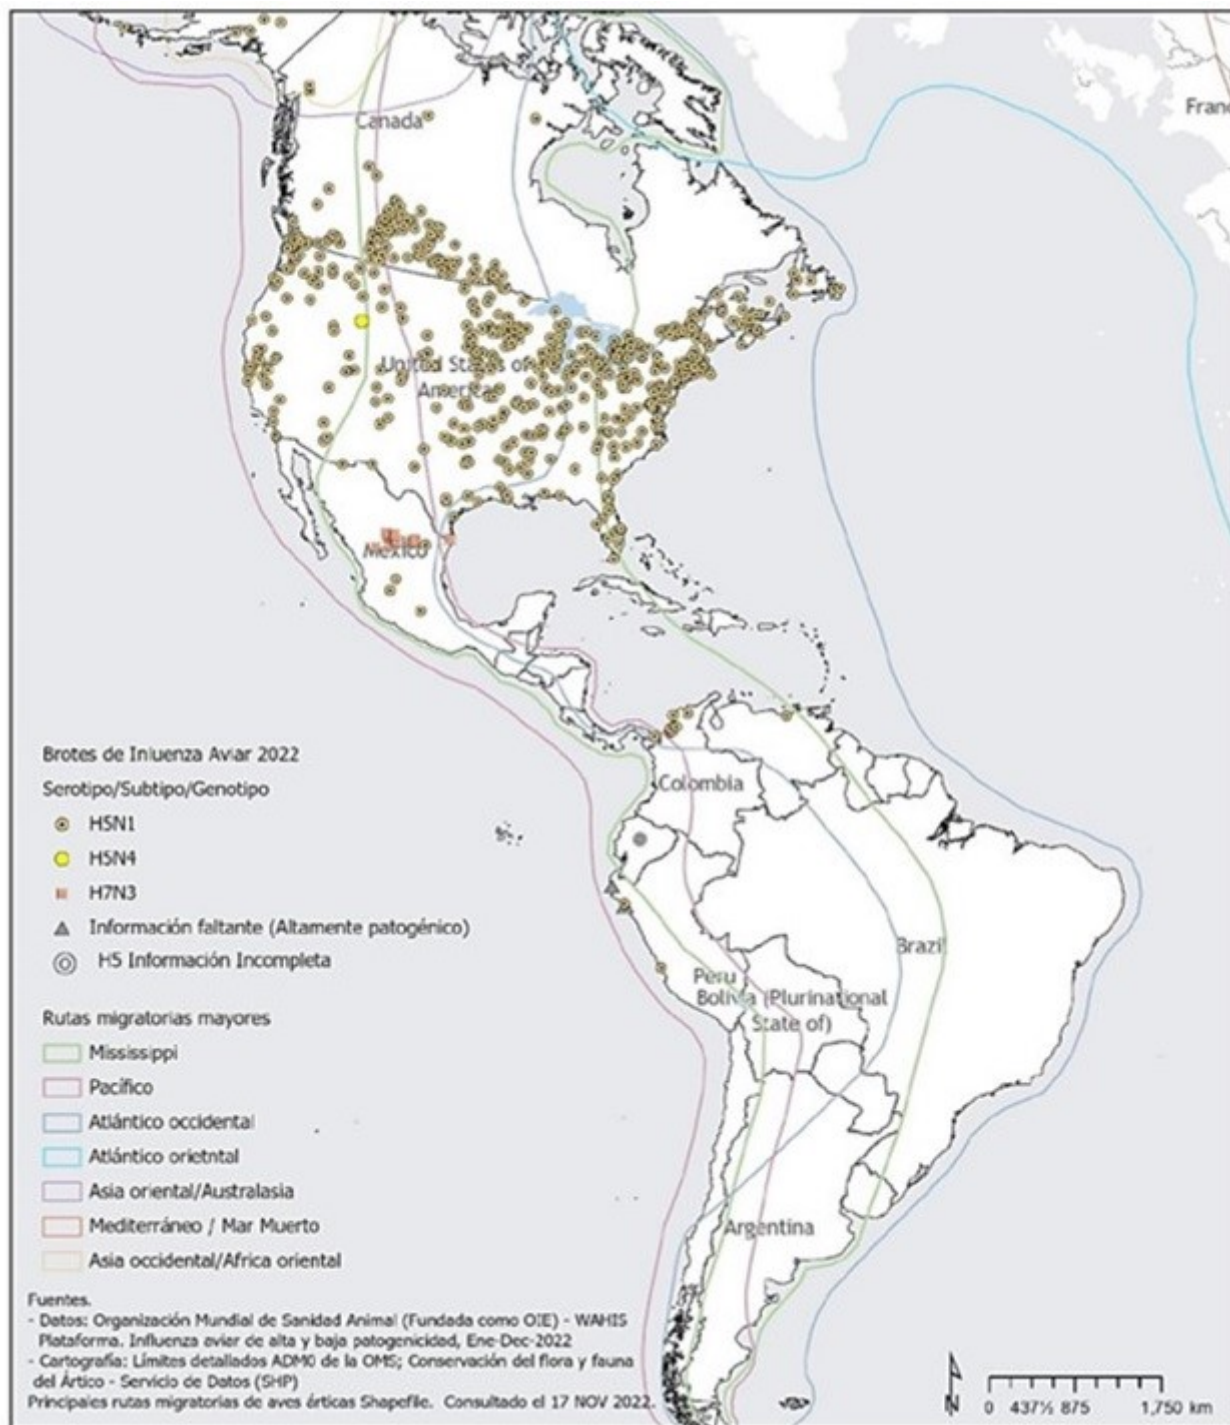 Canada
Franc
United States of
America
Mexico
Colombia
Brazil
Peru
Bolivia (Plurinational
State of)
Argentina
Brotes de Inluenza Aviar 2022
Serotipo/Subtipo/Genotipo
H5N1
H5N4
H7N3
Información faltante (Altamente patogénico)
H5 Información Incompleta
Rutas migratorias mayores
Mississippi
Pacífico
Atlántico occidental
Atlántico orietntal
Asia oriental/Australasia
Mediterráneo / Mar Muerto
Asia occidental/Africa oriental
Fuentes.
- Datos: Organización Mundial de Sanidad Animal (Fundada como OIE) - WAHIS
Plataforma. Influenza aviar de alta y baja patogenicidad, Ene-Dec-2022
- Cartografía: Límites detallados ADM0 de la OMS; Conservación del flora y fauna
del Ártico - Servicio de Datos (SHP)
Principales rutas migratorias de aves árticas Shapefile. Consultado el 17 NOV 2022.
N
0 437½ 875 1,750 km